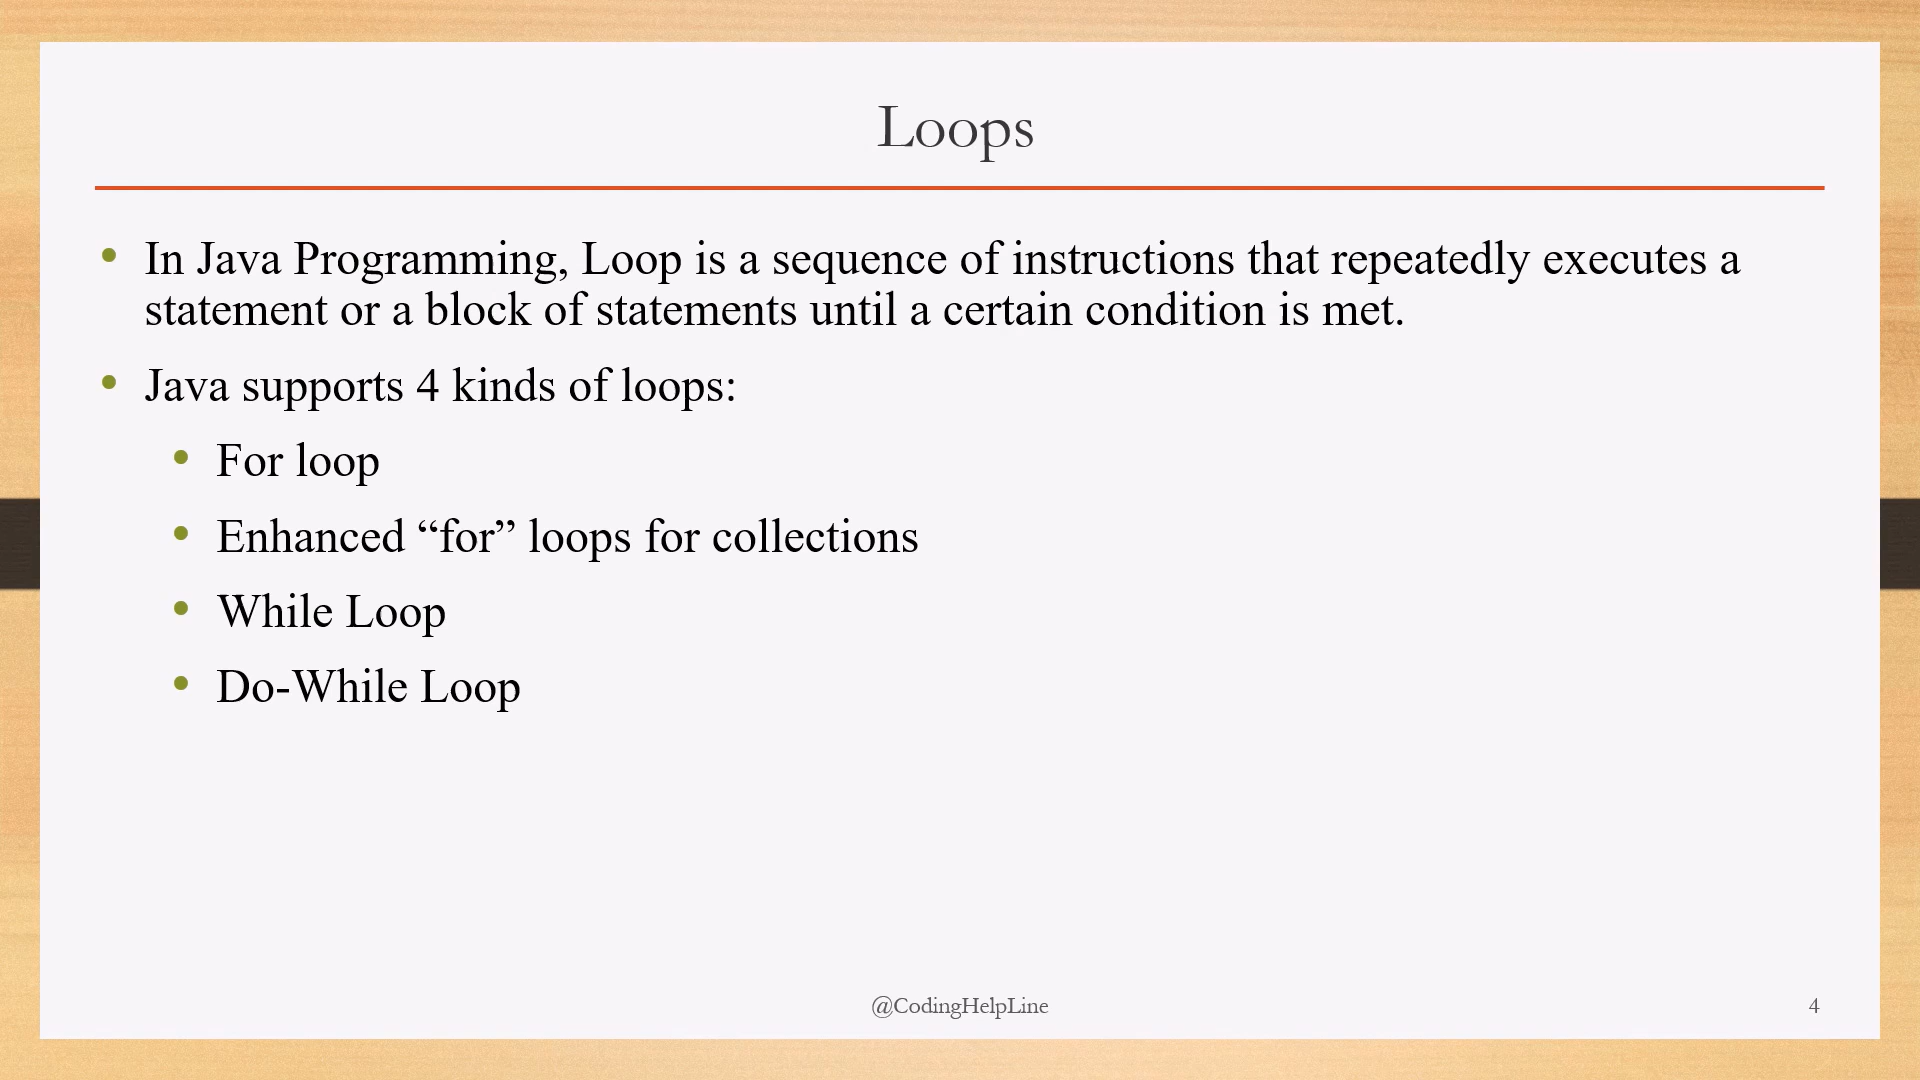 Loops
• In Java Programming, Loop is a sequence of instructions that repeatedly executes a
statement or a block of statements until a certain condition is met.
• Java supports 4 kinds of loops:
• For loop
• Enhanced “for” loops for collections
• While Loop
• Do-While Loop
@CodingHelpLine
4